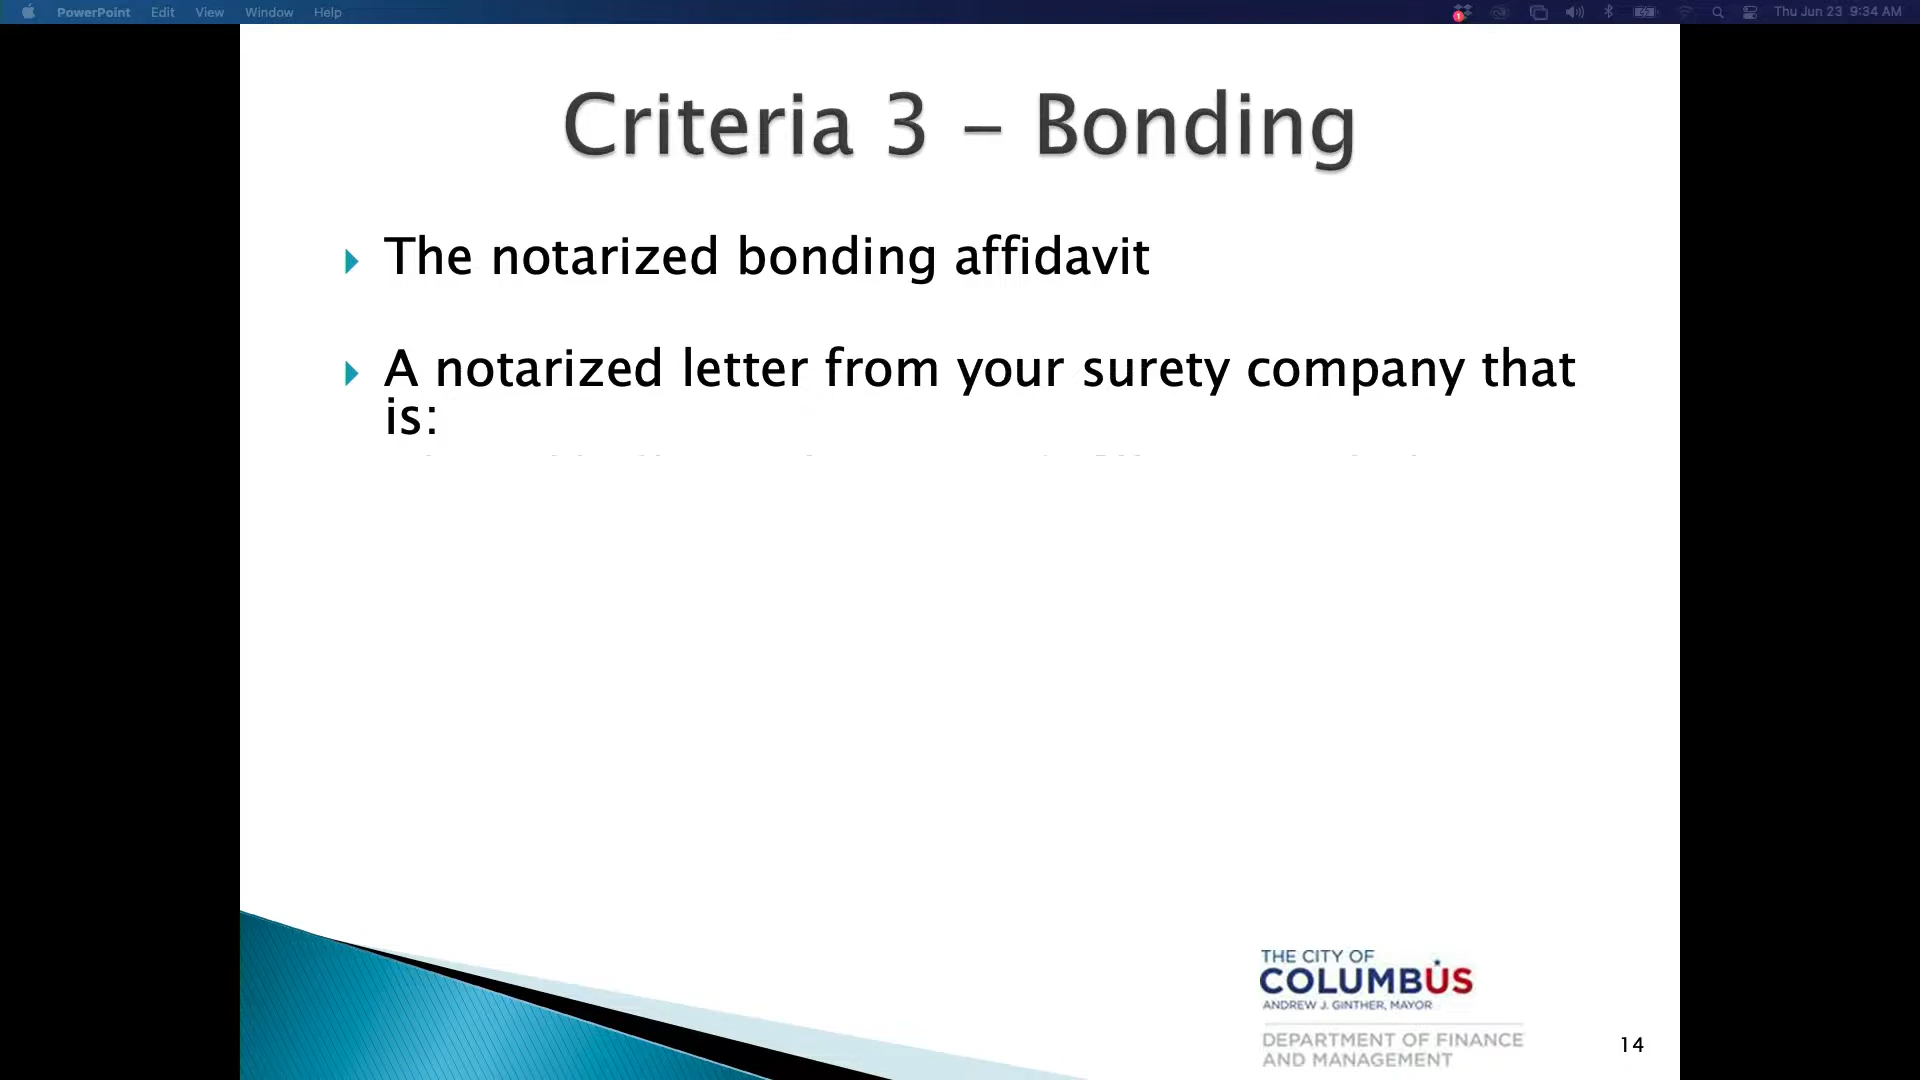 PowerPoint Edit View Window Help
1
Thu Jun 23 9:34 AM
Criteria 3 – Bonding
The notarized bonding affidavit
A notarized letter from your surety company that
is:
THE CITY OF
COLUMBUS
ANDREW J. GINTHER, MAYOR
DEPARTMENT OF FINANCE
AND MANAGEMENT
14